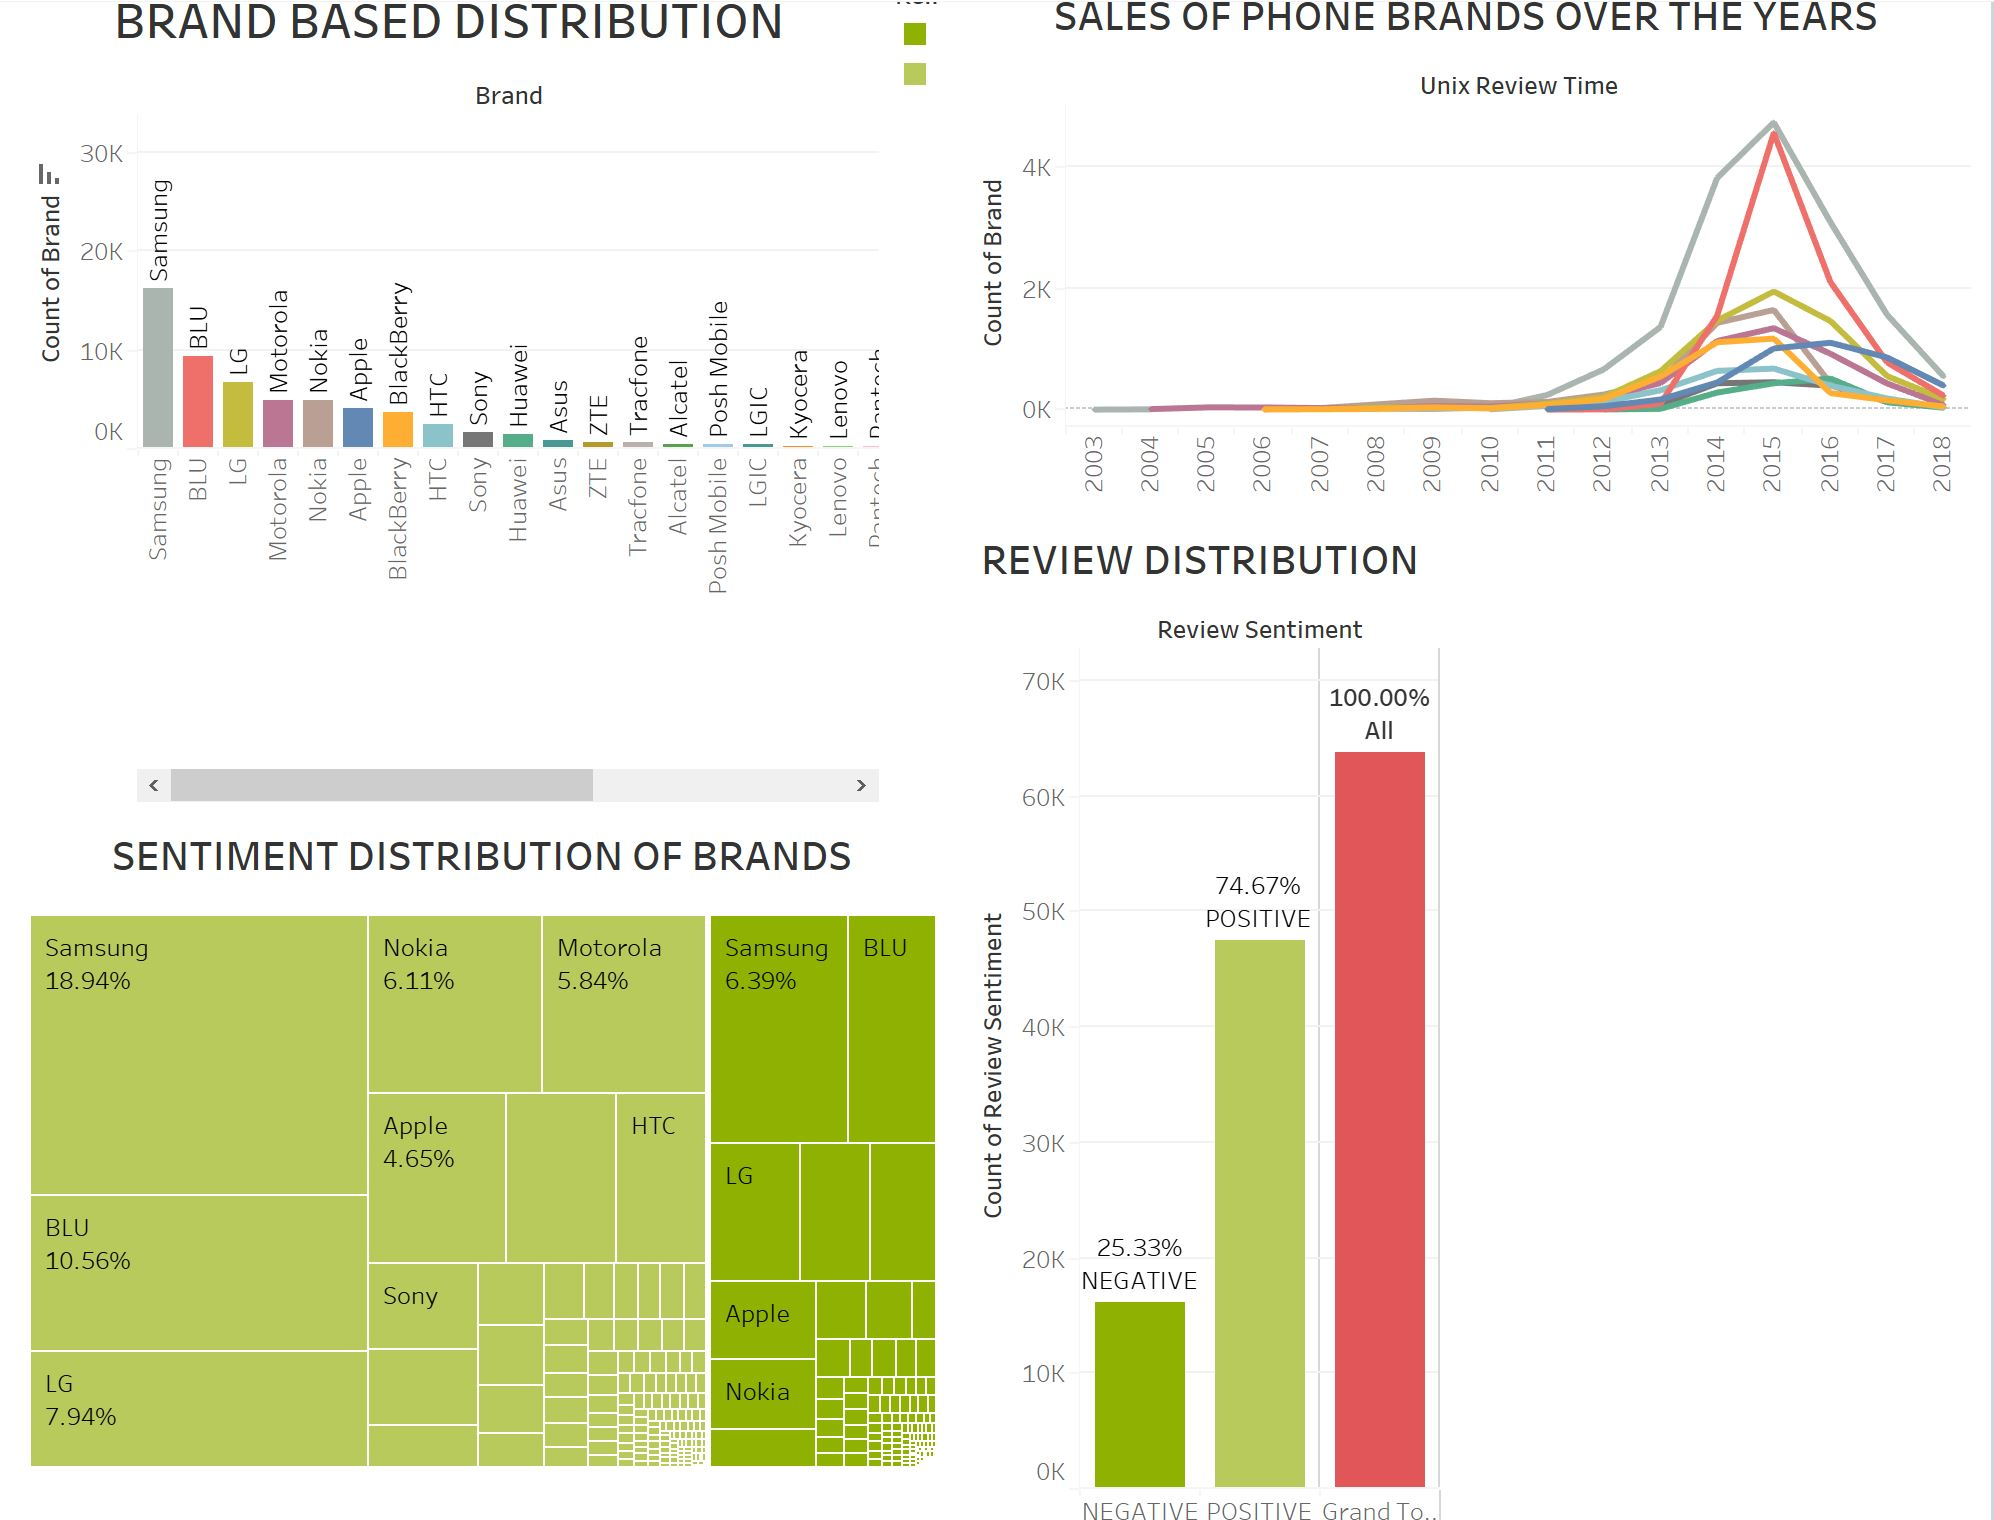 BRAND BASED DISTRIBUTION
Brand
Count of Brand
30K
20K
10K
0K
Samsung
BLU
LG
Motorola
Nokia
Apple
BlackBerry
HTC
Sony
Huawei
Asus
ZTE
Tracfone
Alcatel
Posh Mobile
LGIC
Kyocera
Lenovo
Samsung
BLU
LG
Motorola
Nokia
Apple
BlackBerry
HTC
Sony
Huawei
Asus
ZTE
Tracfone
Alcatel
Posh Mobile
LGIC
Kyocera
Lenovo
SALES OF PHONE BRANDS OVER THE YEARS
Unix Review Time
Count of Brand
4K
2K
0K
2003
2004
2005
2006
2007
2008
2009
2010
2011
2012
2013
2014
2015
2016
2017
2018
SENTIMENT DISTRIBUTION OF BRANDS
Samsung
18.94%
BLU
10.56%
LG
7.94%
Nokia
6.11%
Motorola
5.84%
Apple
4.65%
HTC
Sony
Samsung
6.39%
BLU
LG
Apple
Nokia
REVIEW DISTRIBUTION
Review Sentiment
Count of Review Sentiment
70K
60K
50K
40K
30K
20K
10K
0K
25.33%
NEGATIVE
74.67%
POSITIVE
100.00%
All
NEGATIVE
POSITIVE
Grand To..